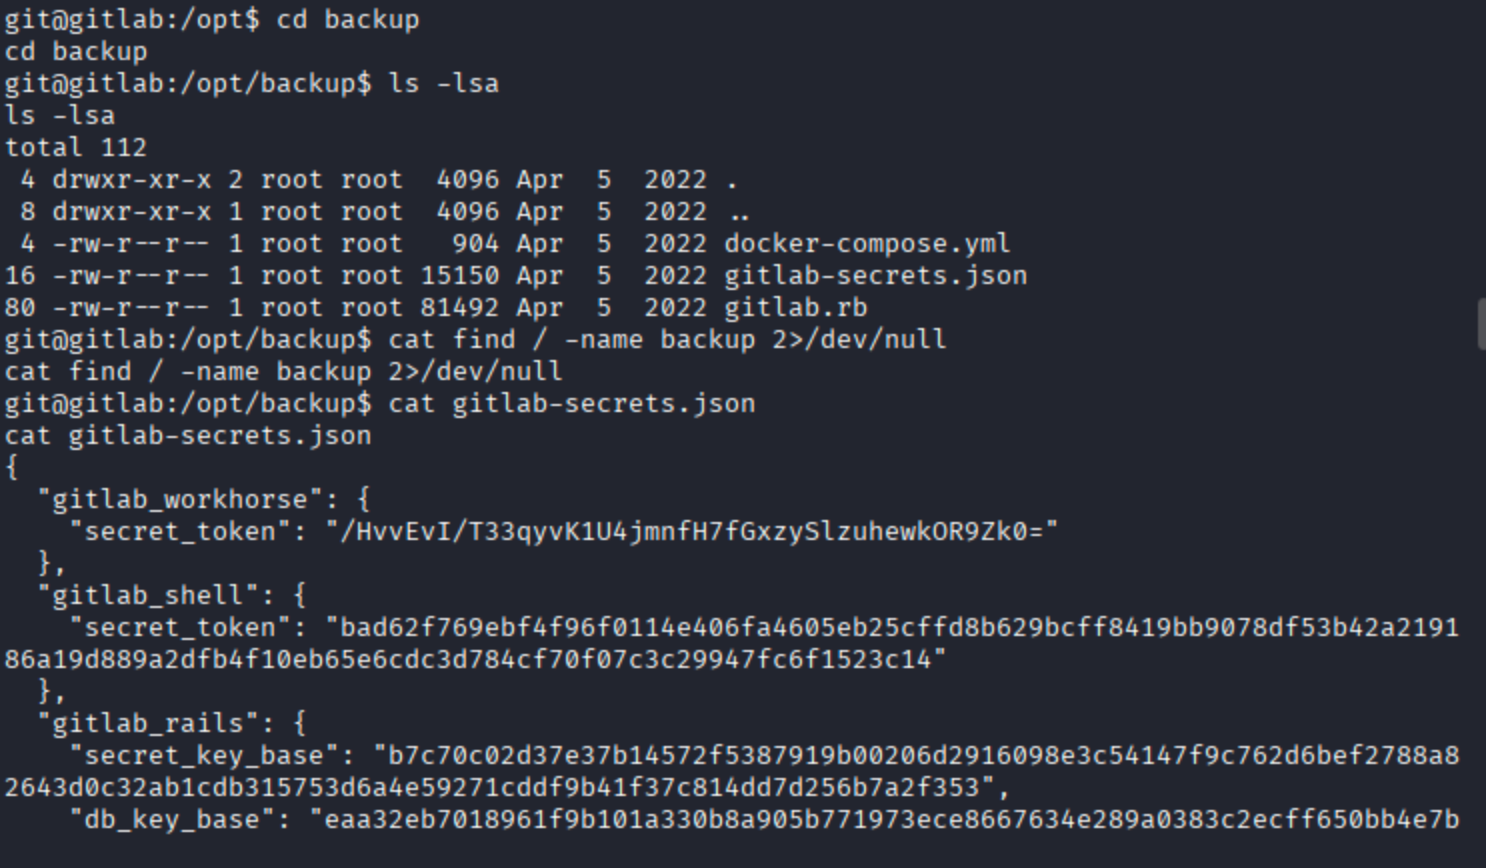 git@gitlab:/opt$ cd backup
cd backup
git@gitlab:/opt/backup$ ls -lsa
ls -lsa
total 112
 4 drwxr-xr-x 2 root root  4096 Apr  5  2022 .
 8 drwxr-xr-x 1 root root  4096 Apr  5  2022 ..
 4 -rw-r--r-- 1 root root   904 Apr  5  2022 docker-compose.yml
16 -rw-r--r-- 1 root root 15150 Apr  5  2022 gitlab-secrets.json
80 -rw-r--r-- 1 root root 81492 Apr  5  2022 gitlab.rb
git@gitlab:/opt/backup$ cat find / -name backup 2>/dev/null
cat find / -name backup 2>/dev/null
git@gitlab:/opt/backup$ cat gitlab-secrets.json
cat gitlab-secrets.json
{
  "gitlab_workhorse": {
    "secret_token": "/HvvEvI/T33qyvK1U4jmnfH7fGxzySlzuhewkOR9Zk0="
  },
  "gitlab_shell": {
    "secret_token": "bad62f769ebf4f96f0114e406fa4605eb25cffd8b629bcff8419bb9078df53b42a2191
86a19d889a2dfb4f10eb65e6cdc3d784cf70f07c3c29947fc6f1523c14"
  },
  "gitlab_rails": {
    "secret_key_base": "b7c70c02d37e37b14572f5387919b00206d2916098e3c54147f9c762d6bef2788a8
2643d0c32ab1cdb315753d6a4e59271cddf9b41f37c814dd7d256b7a2f353",
    "db_key_base": "eaa32eb7018961f9b101a330b8a905b771973ece8667634e289a0383c2ecff650bb4e7b